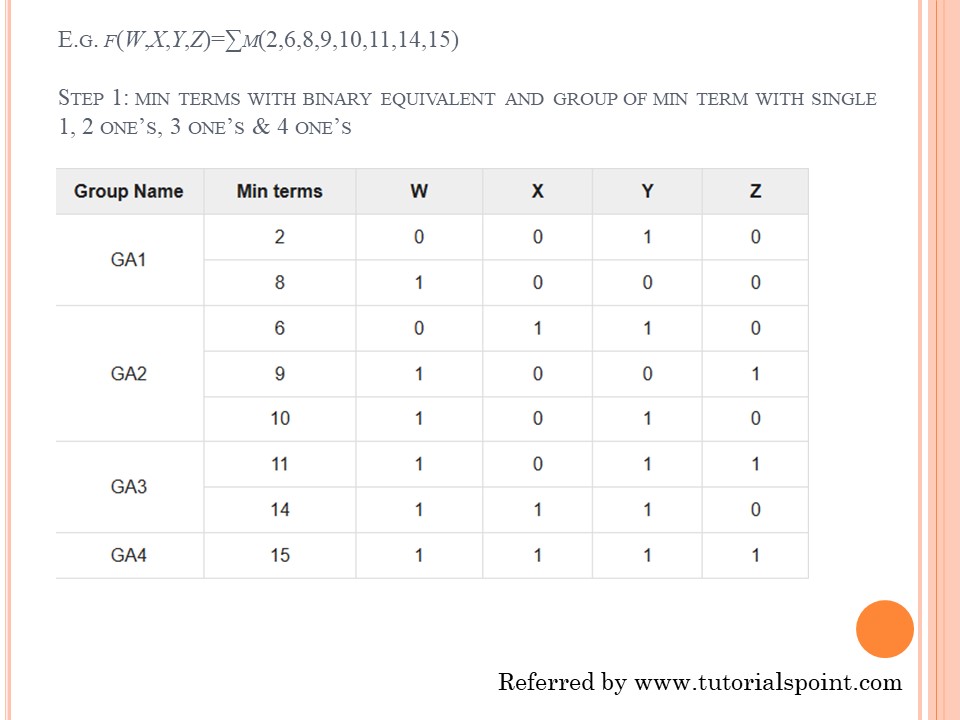 E.G. F(W,X,Y,Z)=∑M(2,6,8,9,10,11,14,15)
STEP 1: MIN TERMS WITH BINARY EQUIVALENT AND GROUP OF MIN TERM WITH SINGLE
1, 2 ONE'S, 3 ONE'S & 4 ONE'S
Group Name Min terms W X Y Z
GA1
2 0 0 1 0
8 1 0 0 0
GA2
6 0 1 1 0
9 1 0 0 1
10 1 0 1 0
GA3
11 1 0 1 1
14 1 1 1 0
GA4 15 1 1 1 1
Referred by www.tutorialspoint.com